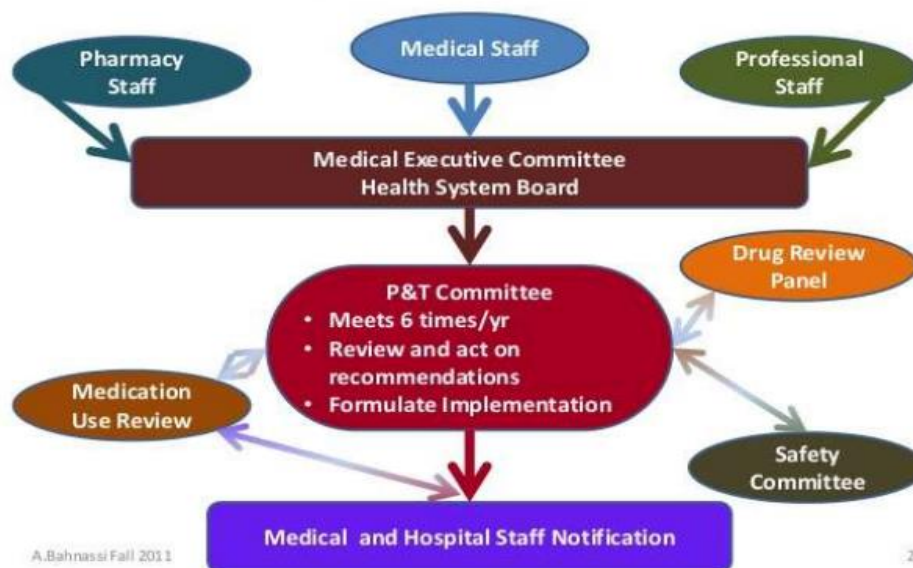 Pharmacy
Staff
Medical Staff
Professional
Staff
Medical Executive Committee
Health System Board
Drug Review
Panel
P&T Committee
• Meets 6 times/yr
• Review and act on
recommendations
• Formulate Implementation
Medication
Use Review
Safety
Committee
Medical and Hospital Staff Notification
A.Bahnassi Fall 2011
2